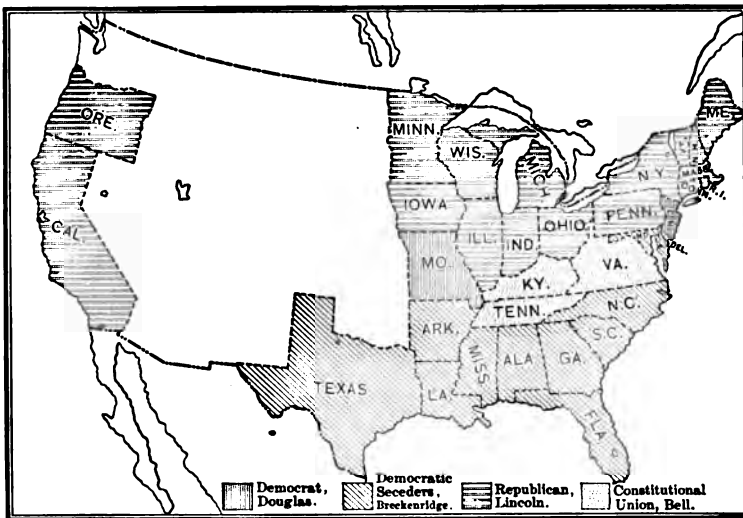 ORE.
CAL.
MINN.
WIS.
MICH
IOWA
ILL.
IND
OHIO
PENN.
N.Y.
ME.
MO.
KY.
VA.
DEL.
TENN.
N.C.
S.C.
ARK.
MISS
ALA
GA.
LA.
TEXAS
FLA
Democrat,
Douglas.
Democratic
Seceders,
Breckenridge.
Republican,
Lincoln.
Constitutional
Union, Bell.